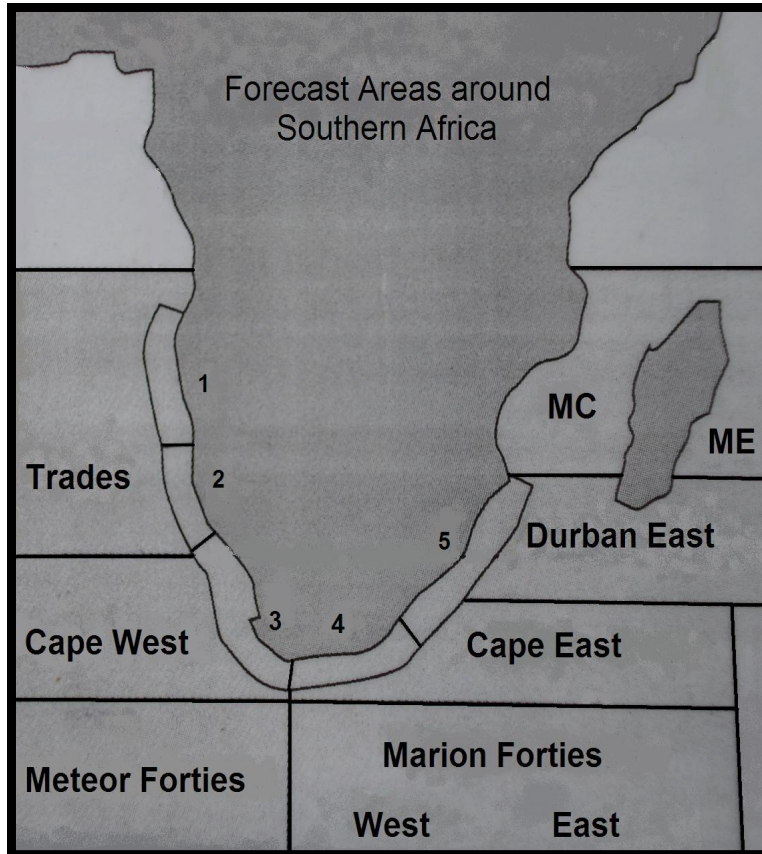 Forecast Areas around
Southern Africa
1
MC
ME
Trades
2
5
Durban East
3
4
Cape West
Cape East
Marion Forties
Meteor Forties
West
East